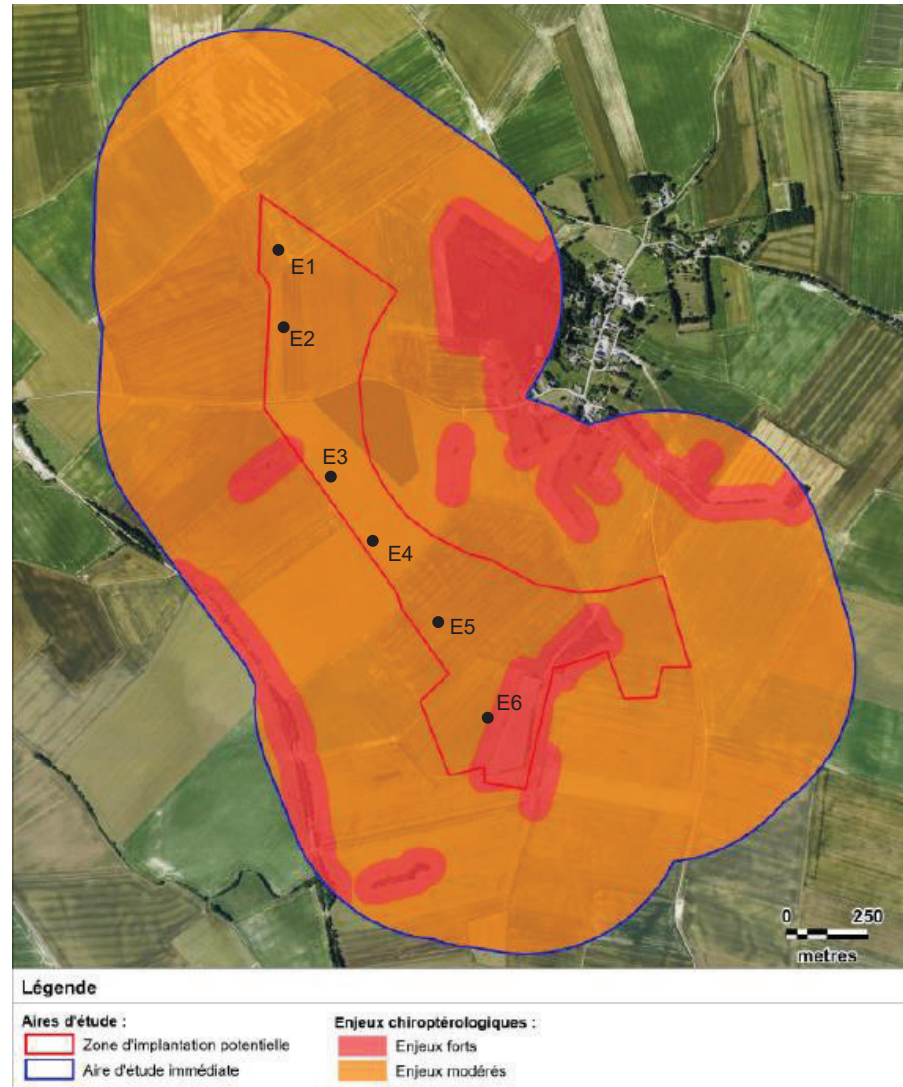 E1
E2
E3
E4
E5
E6
0 250
metres
Légende
Aires d'étude :
Zone d'implantation potentielle
Aire d'étude immédiate
Enjeux chiroptérologiques :
Enjeux forts
Enjeux modérés